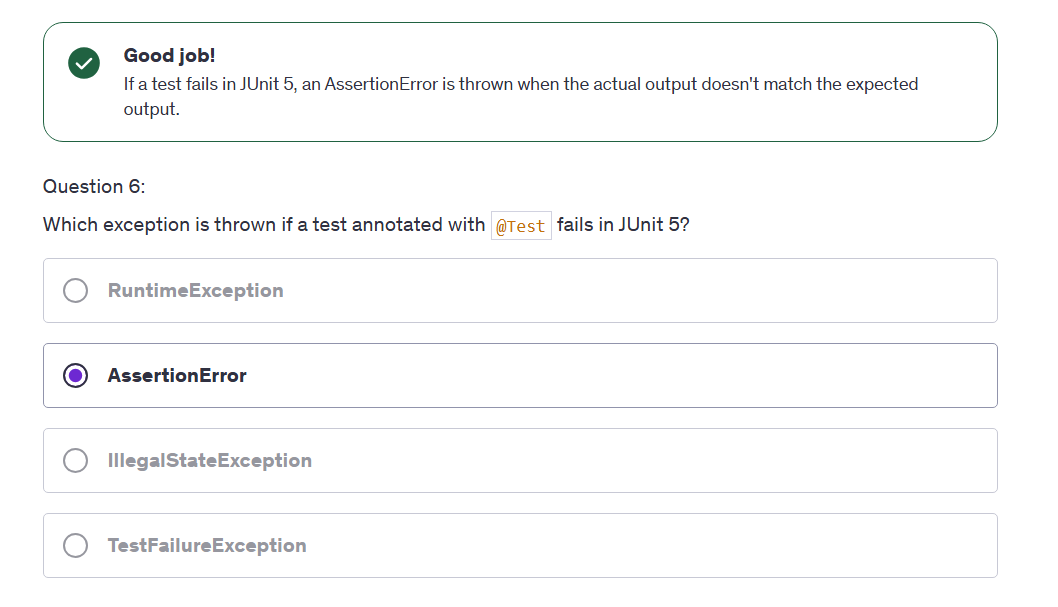 Good job!
If a test fails in JUnit 5, an AssertionError is thrown when the actual output doesn't match the expected
output.
Question 6:
Which exception is thrown if a test annotated with @Test fails in JUnit 5?
RuntimeException
AssertionError
IllegalStateException
TestFailureException